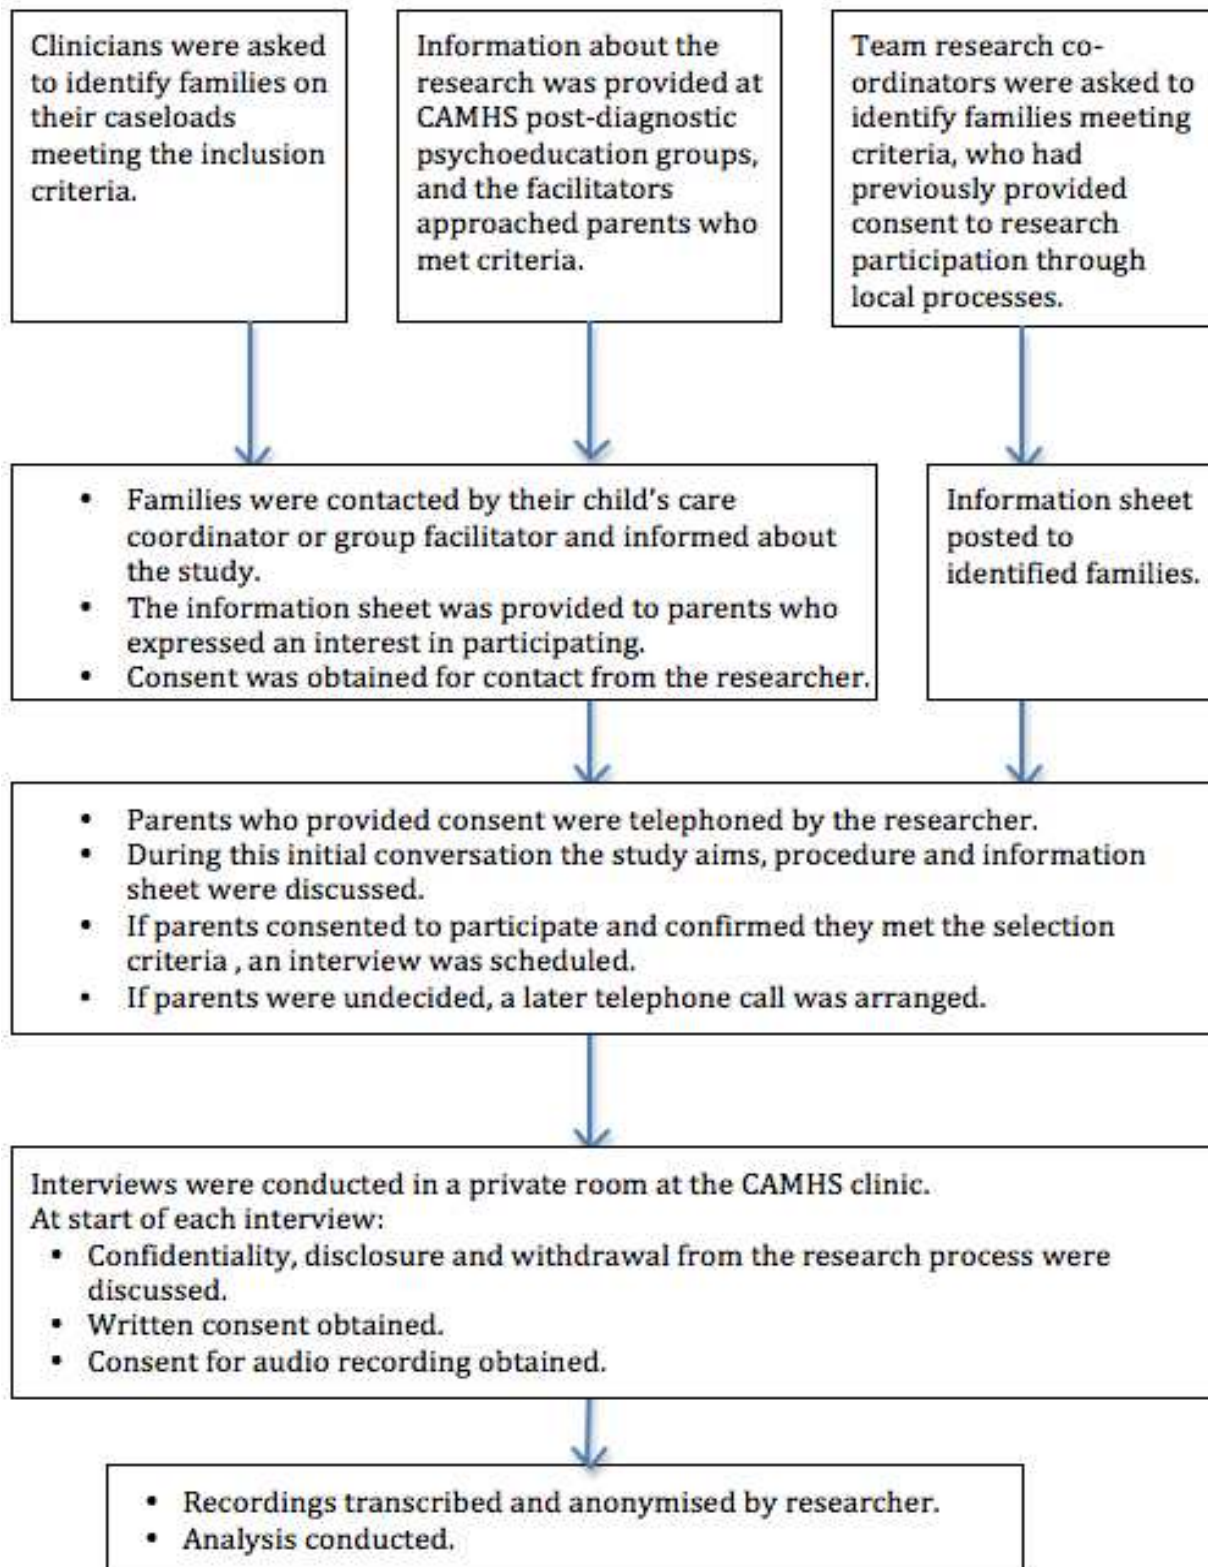 Clinicians were asked
to identify families on
their caseloads
meeting the inclusion
criteria.
Information about the
research was provided at
CAMHS post-diagnostic
psychoeducation groups,
and the facilitators
approached parents who
met criteria.
Team research co-
ordinators were asked to
identify families meeting
criteria, who had
previously provided
consent to research
participation through
local processes.
• Families were contacted by their child's care
coordinator or group facilitator and informed about
the study.
• The information sheet was provided to parents who
expressed an interest in participating.
• Consent was obtained for contact from the researcher.
Information sheet
posted to
identified families.
• Parents who provided consent were telephoned by the researcher.
• During this initial conversation the study aims, procedure and information
sheet were discussed.
• If parents consented to participate and confirmed they met the selection
criteria , an interview was scheduled.
• If parents were undecided, a later telephone call was arranged.
Interviews were conducted in a private room at the CAMHS clinic.
At start of each interview:
• Confidentiality, disclosure and withdrawal from the research process were
discussed.
• Written consent obtained.
• Consent for audio recording obtained.
• Recordings transcribed and anonymised by researcher.
• Analysis conducted.